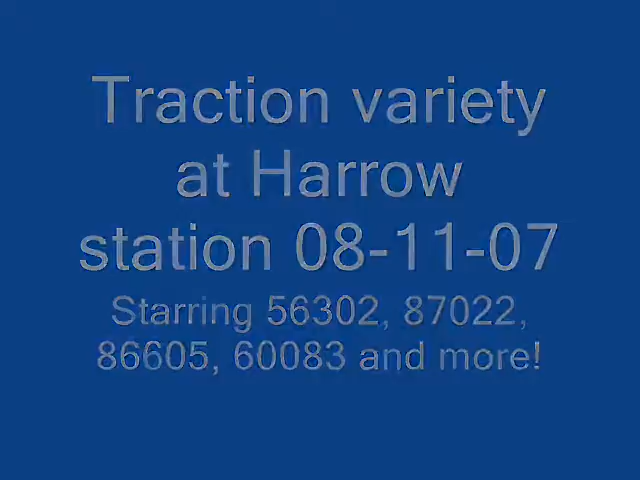 Traction variety
at Harrow
station 08-11-07
Starring 56302, 87022,
86605, 60083 and more!